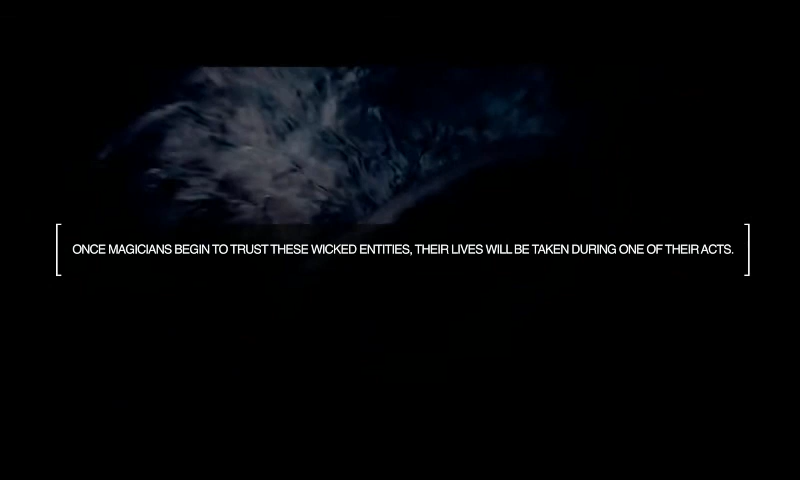 ONCE MAGICIANS BEGIN TO TRUST THESE WICKED ENTITIES, THEIR LIVES WILL BE TAKEN DURING ONE OF THEIR ACTS.